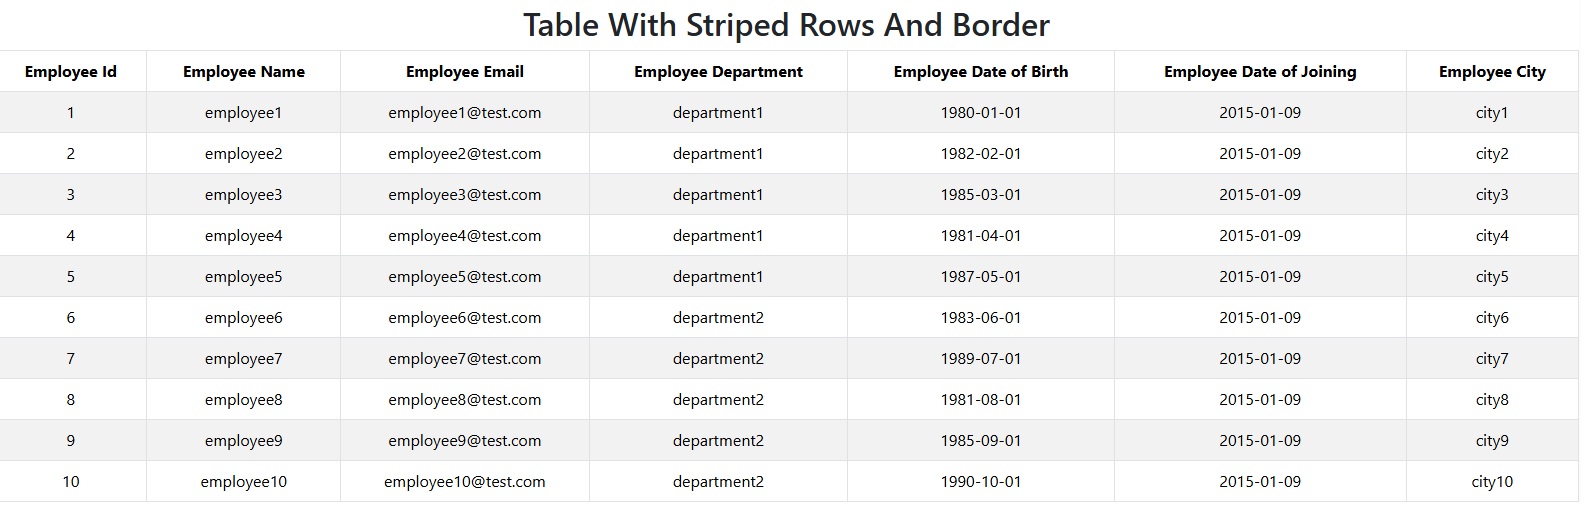 Table With Striped Rows And Border
Employee Id Employee Name Employee Email Employee Department Employee Date of Birth Employee Date of Joining Employee City
1 employee1 employee1@test.com department1 1980-01-01 2015-01-09 city1
2 employee2 employee2@test.com department1 1982-02-01 2015-01-09 city2
3 employee3 employee3@test.com department1 1985-03-01 2015-01-09 city3
4 employee4 employee4@test.com department1 1981-04-01 2015-01-09 city4
5 employee5 employee5@test.com department1 1987-05-01 2015-01-09 city5
6 employee6 employee6@test.com department2 1983-06-01 2015-01-09 city6
7 employee7 employee7@test.com department2 1989-07-01 2015-01-09 city7
8 employee8 employee8@test.com department2 1981-08-01 2015-01-09 city8
9 employee9 employee9@test.com department2 1985-09-01 2015-01-09 city9
10 employee10 employee10@test.com department2 1990-10-01 2015-01-09 city10